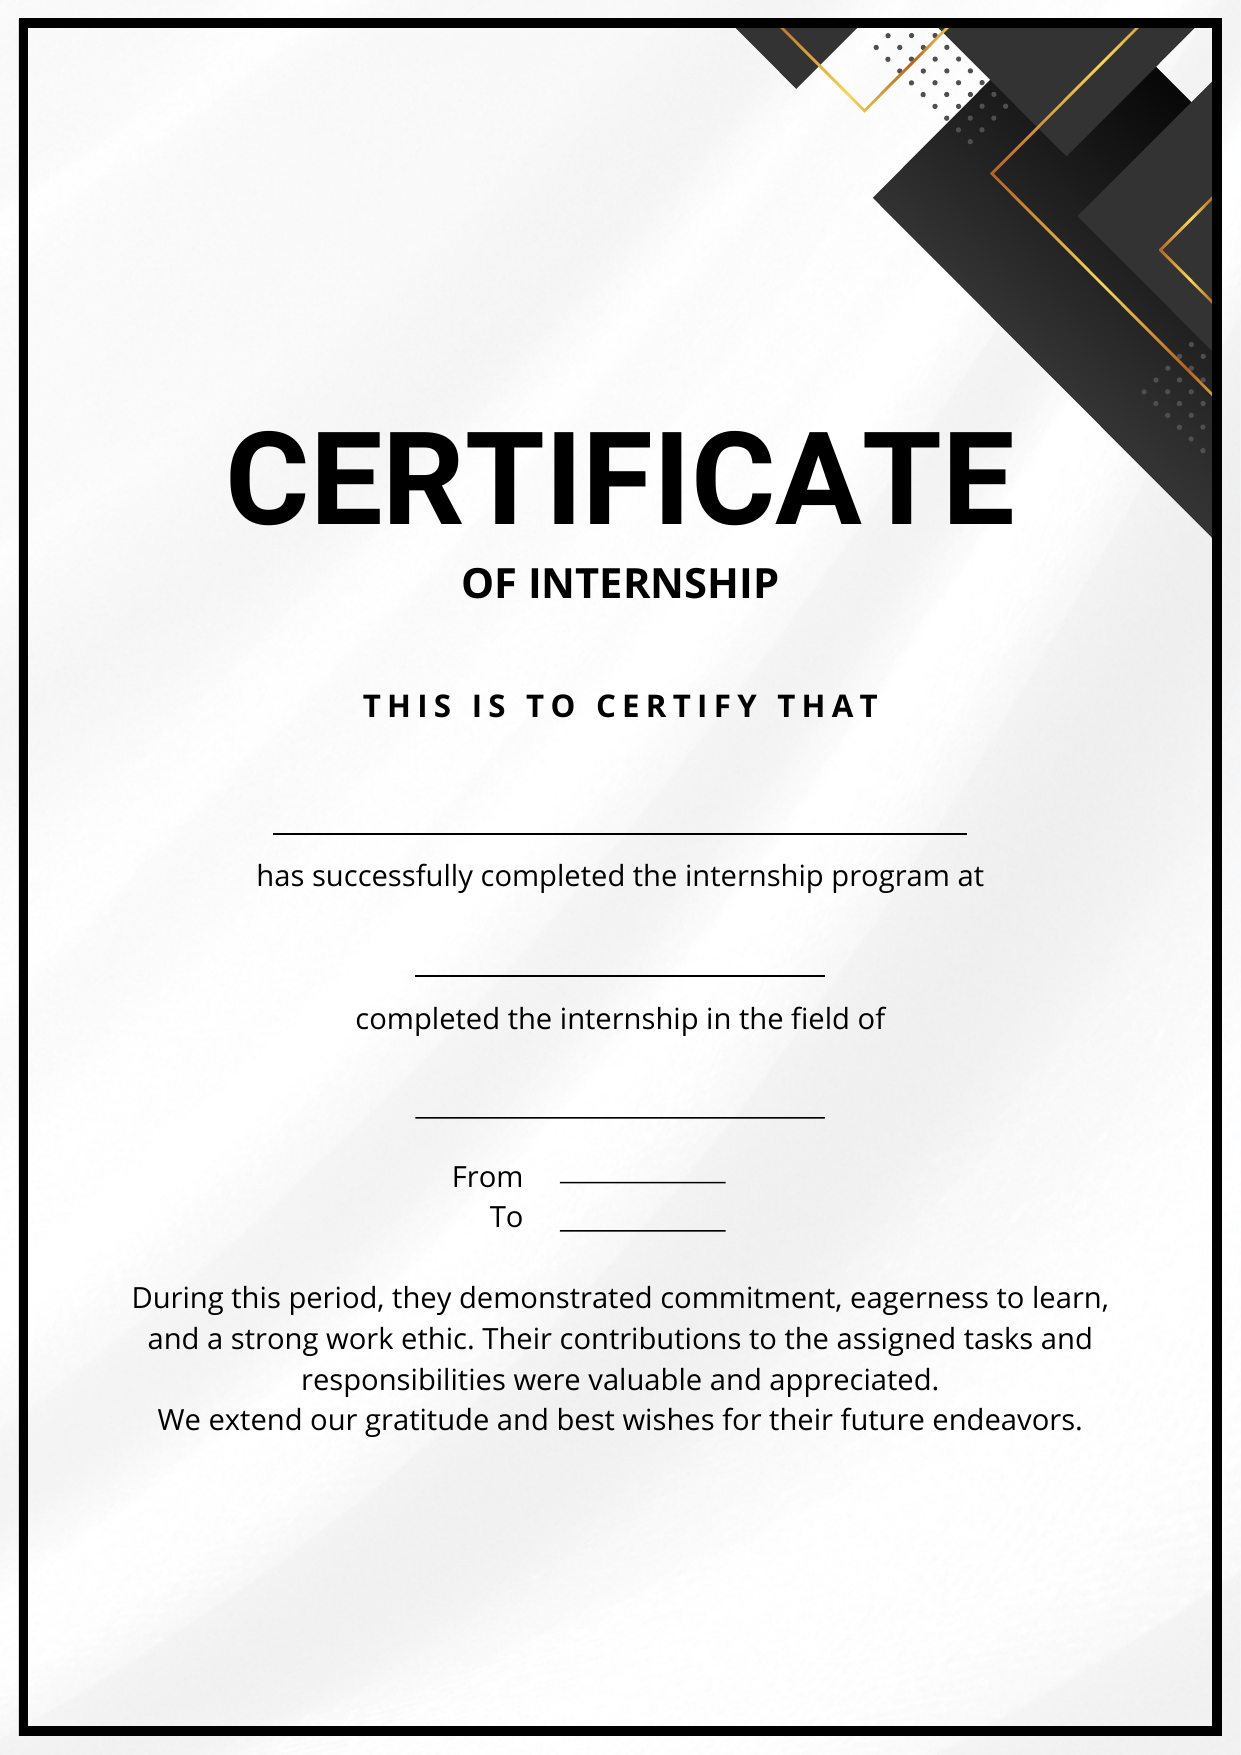 CERTIFICATE
OF INTERNSHIP
THIS IS TO CERTIFY THAT
has successfully completed the internship program at
completed the internship in the field of
From
To
During this period, they demonstrated commitment, eagerness to learn,
and a strong work ethic. Their contributions to the assigned tasks and
responsibilities were valuable and appreciated.
We extend our gratitude and best wishes for their future endeavors.